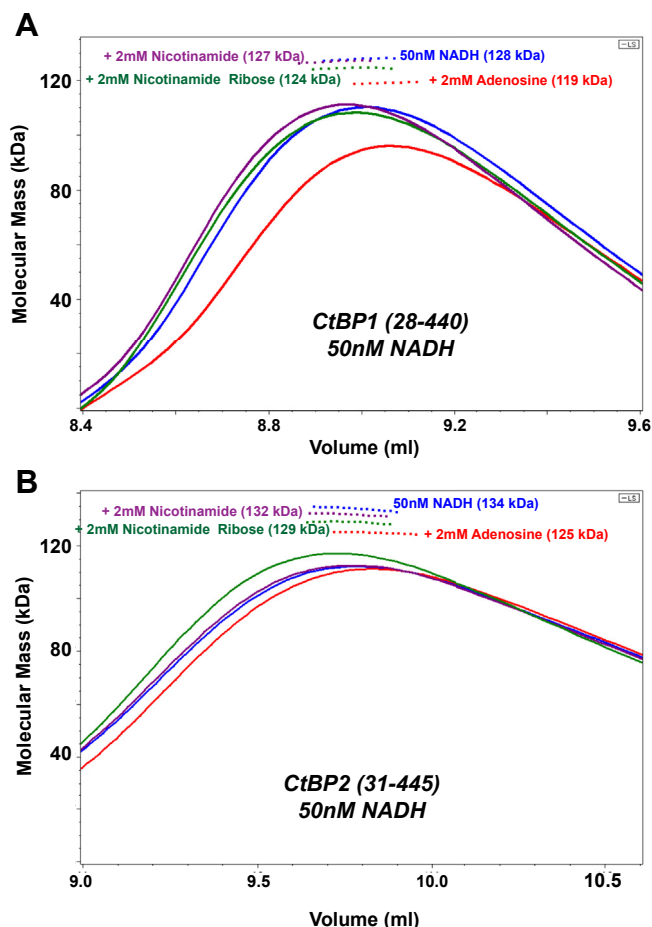 A
−LS
+ 2mM Nicotinamide (127 kDa)
50nM NADH (128 kDa)
+ 2mM Nicotinamide Ribose (124 kDa)
+ 2mM Adenosine (119 kDa)
120
80
40
Molecular Mass (kDa)
CtBP1 (28-440)
50nM NADH
8.4 8.8 9.2 9.6
Volume (ml)
B
−LS
+ 2mM Nicotinamide (132 kDa)
50nM NADH (134 kDa)
+ 2mM Nicotinamide Ribose (129 kDa)
+ 2mM Adenosine (125 kDa)
120
80
40
Molecular Mass (kDa)
CtBP2 (31-445)
50nM NADH
9.0 9.5 10.0 10.5
Volume (ml)